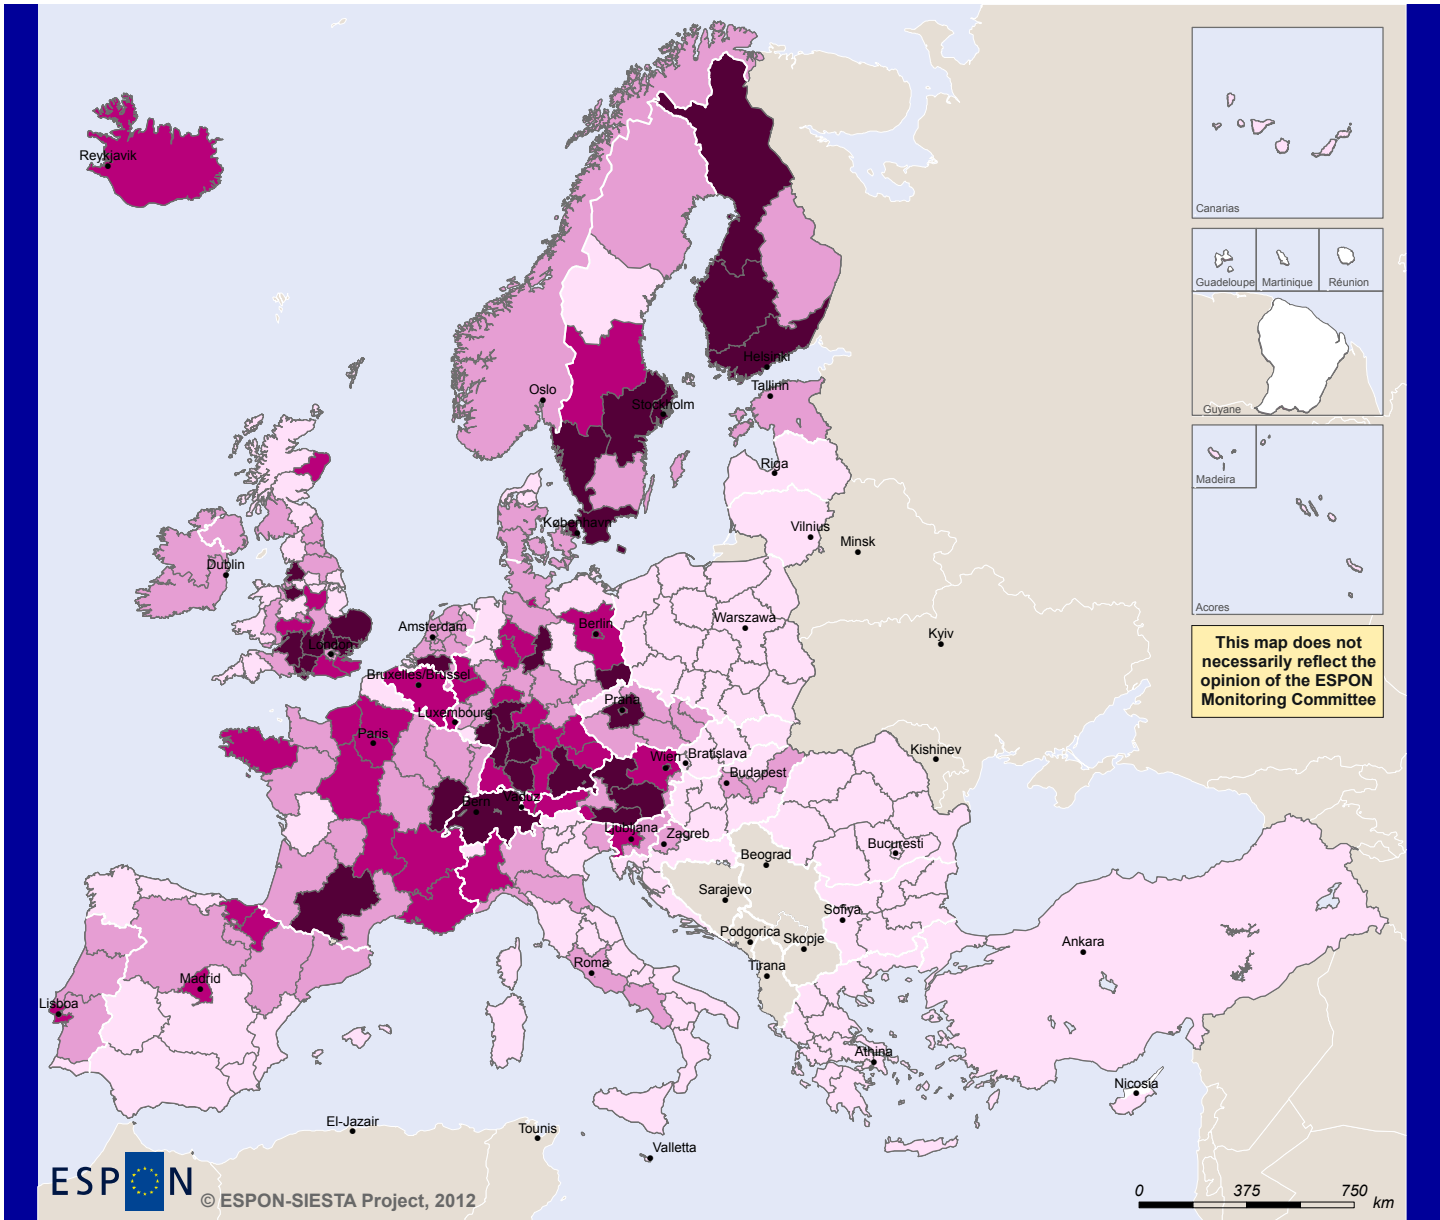 Reykjavik
Canarias
Guadeloupe
Martinique
Réunion
Guyane
Helsinki
Tallinn
Oslo
Stockholm
Riga
Madeira
København
Vilnius
Minsk
Dublin
Acores
Amsterdam
Berlin
Warszawa
Kyiv
London
This map does not
necessarily reflect the
opinion of the ESPON
Monitoring Committee
Bruxelles/Brussel
Praha
Luxembourg
Paris
Wien
Bratislava
Kishinev
Budapest
Bern
Vaduz
Ljubljana
Zagreb
Bucuresti
Beograd
Sarajevo
Sofiya
Podgorica
Skopje
Ankara
Roma
Tirana
Madrid
Lisboa
Athina
Nicosia
El-Jazair
Tounis
Valletta
ESPON
© ESPON-SIESTA Project, 2012
0 375 750
km